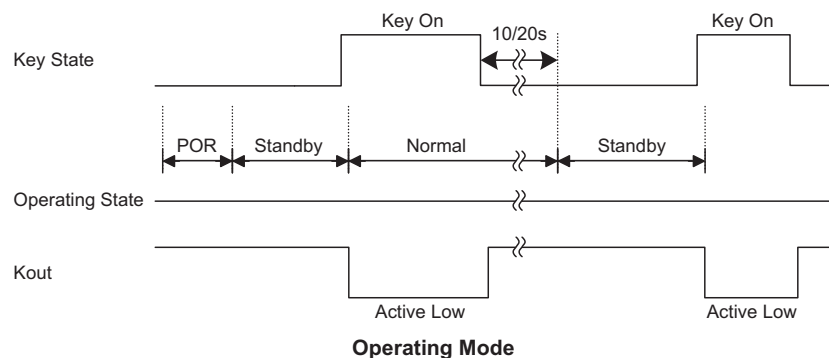 Key On
Key On
10/20s
Key State
POR
Standby
Normal
Standby
Operating State
Kout
Active Low
Active Low
Operating Mode